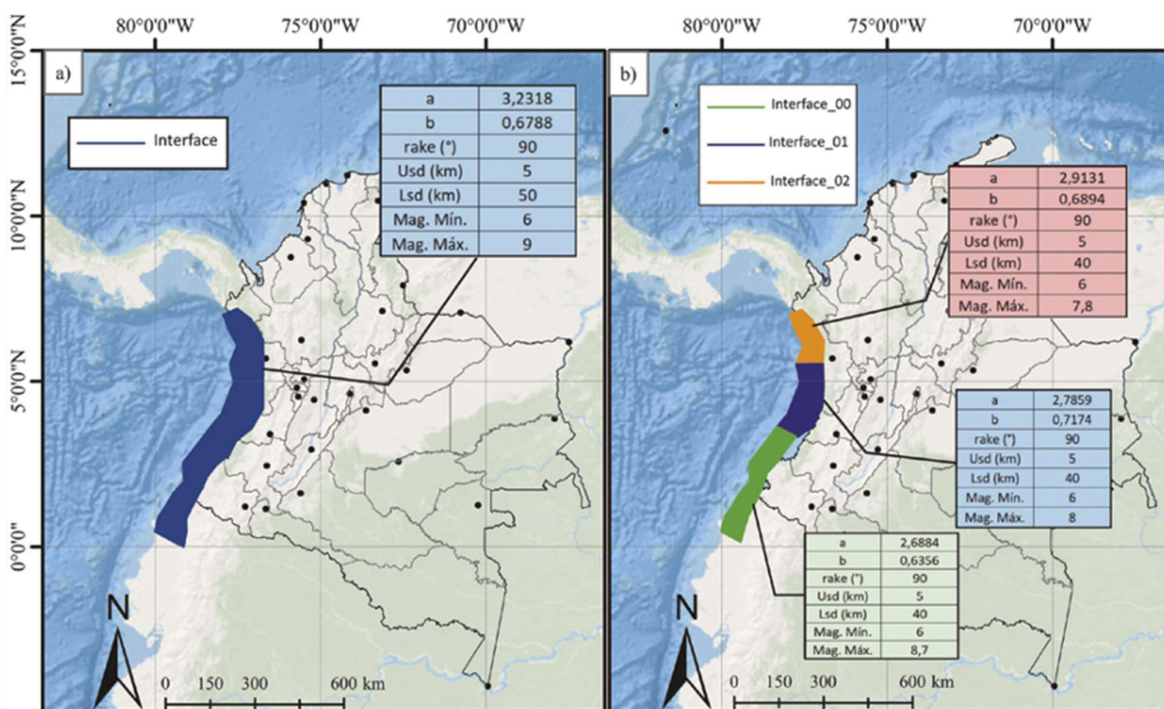 80°0'0"W 75°0'0"W 70°0'0"W
80°0'0"W 75°0'0"W 70°0'0"W
15°0'0"N
10°0'0"N
5°0'0"N
0°0'0"
a)
Interface
a 3,2318
b 0,6788
rake (°) 90
Usd (km) 5
Lsd (km) 50
Mag. Mín. 6
Mag. Máx. 9
N
0 150 300 600 km
b)
Interface_00
Interface_01
Interface_02
a 2,9131
b 0,6894
rake (°) 90
Usd (km) 5
Lsd (km) 40
Mag. Mín. 6
Mag. Máx. 7,8
a 2,7859
b 0,7174
rake (°) 90
Usd (km) 5
Lsd (km) 40
Mag. Mín. 6
Mag. Máx. 8
a 2,6884
b 0,6356
rake (°) 90
Usd (km) 5
Lsd (km) 40
Mag. Mín. 6
Mag. Máx. 8,7
N
0 150 300 600 km